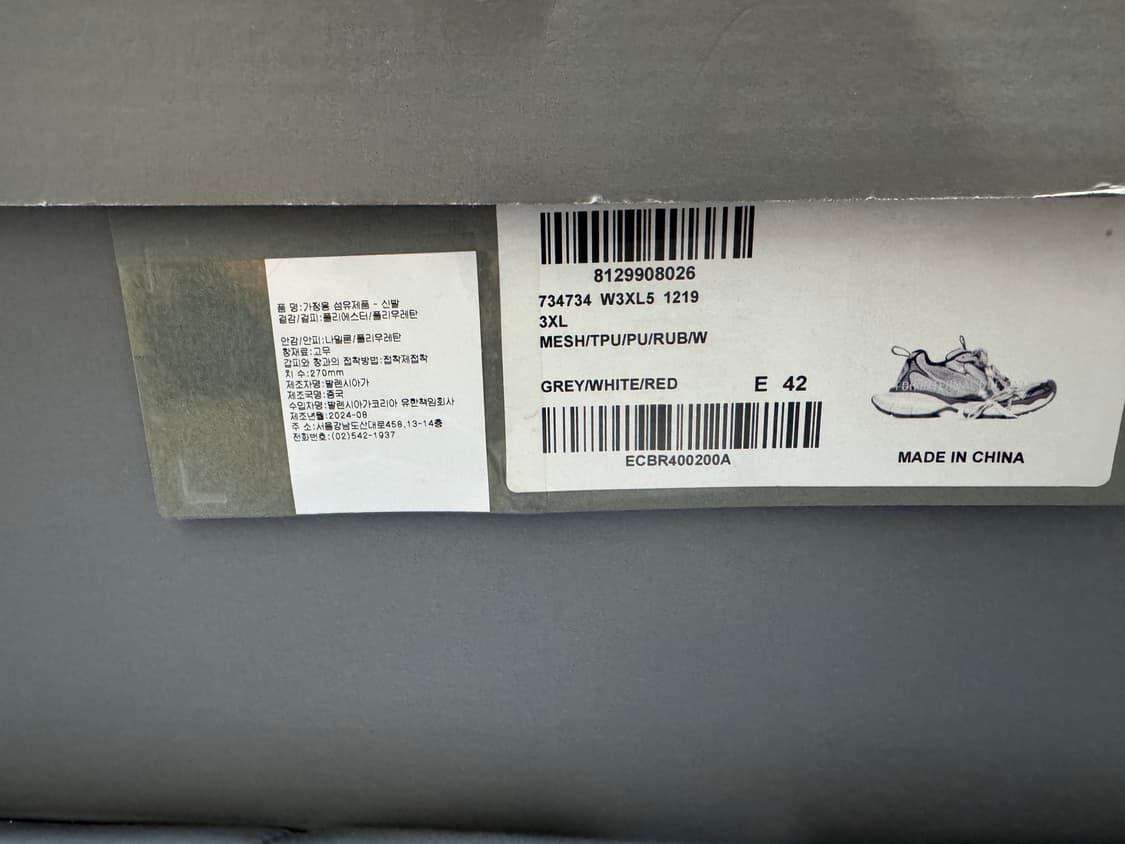 품 명:가정용 섬유제품 - 신발
겉감/겉피:폴리에스터/폴리우레탄
안감/안피:나일론/폴리우레탄
창재료:고무
갑피와 창과의 접착방법:접착제접착
치 수:270mm
제조자명:발렌시아가
제조국명:중국
수입자명:발렌시아가코리아 유한책임회사
제조년월:2024-08
주 소:서울강남도산대로458,13-14층
전화번호:(02)542-1937
8129908026
734734 W3XL5 1219
3XL
MESH/TPU/PU/RUB/W
GREY/WHITE/RED E 42
ECBR400200A
MADE IN CHINA